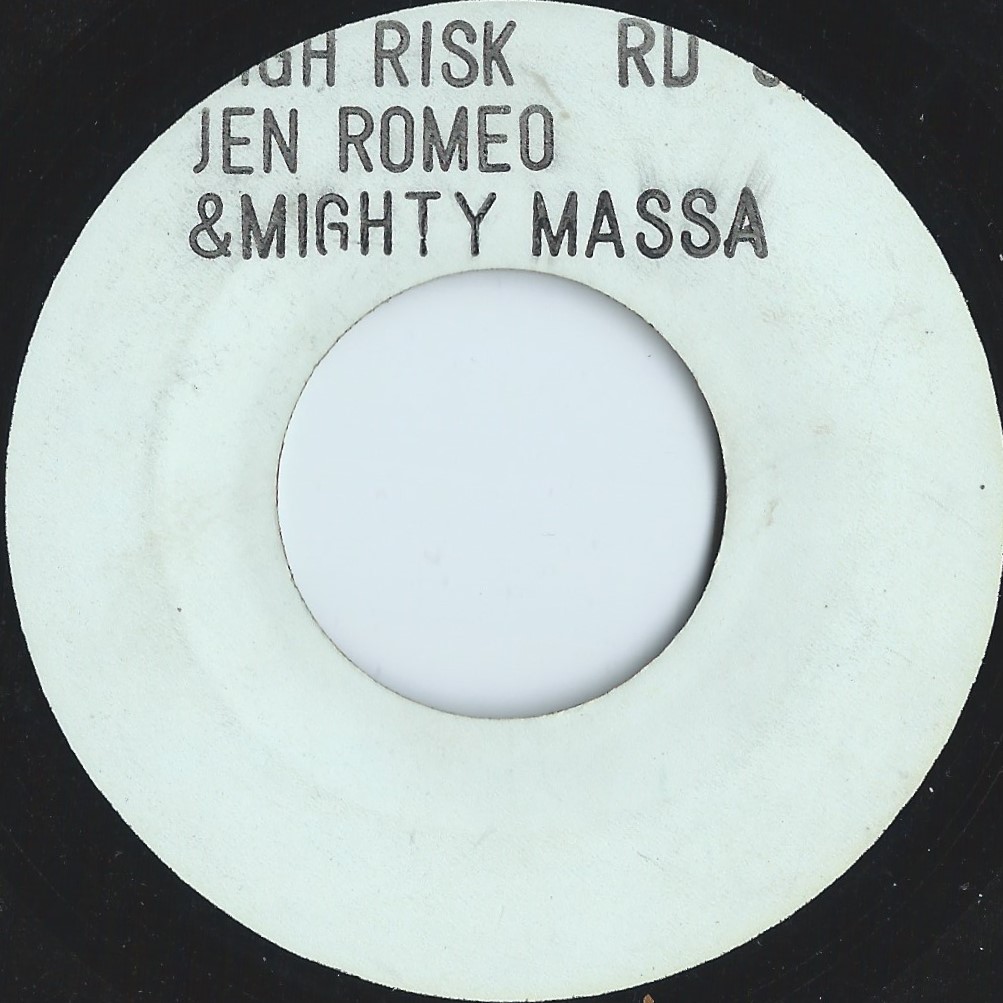 RISK RD
JEN ROMEO
&MIGHTY MASSA